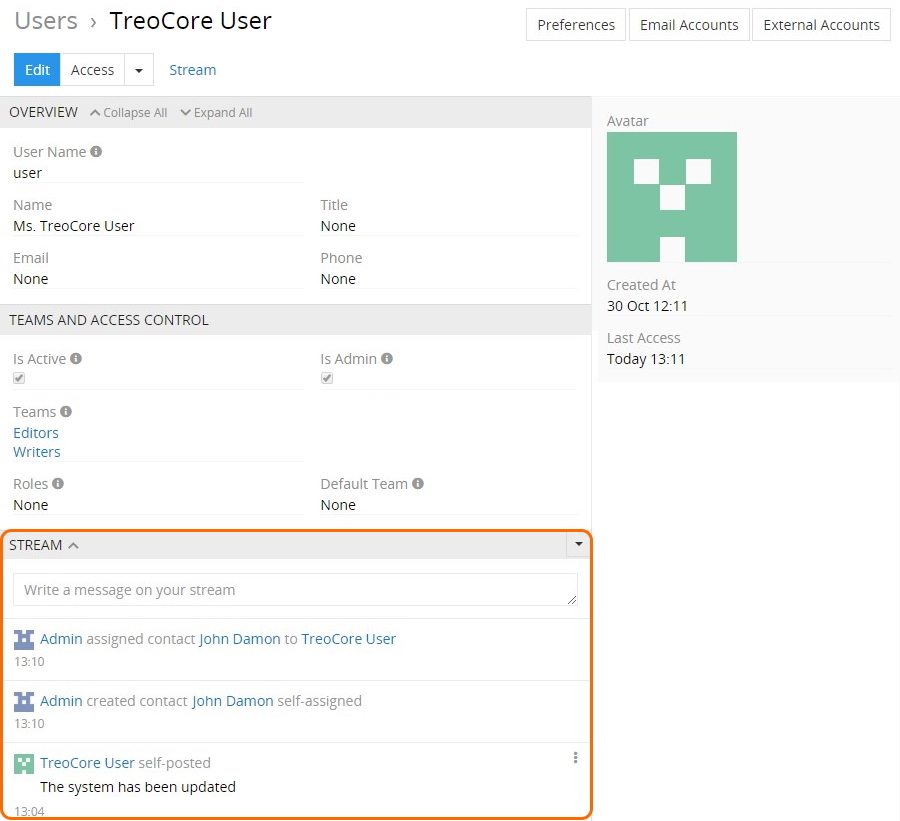 Users › TreoCore User
Preferences
Email Accounts
External Accounts
Edit
Access
Stream
OVERVIEW Collapse All Expand All
User Name
user
Name
Ms. TreoCore User
Title
None
Email
None
Phone
None
TEAMS AND ACCESS CONTROL
Is Active
Is Admin
Teams
Editors
Writers
Roles
None
Default Team
None
STREAM
Write a message on your stream
Admin assigned contact John Damon to TreoCore User
13:10
Admin created contact John Damon self-assigned
13:10
TreoCore User self-posted
The system has been updated
13:04
Avatar
Created At
30 Oct 12:11
Last Access
Today 13:11